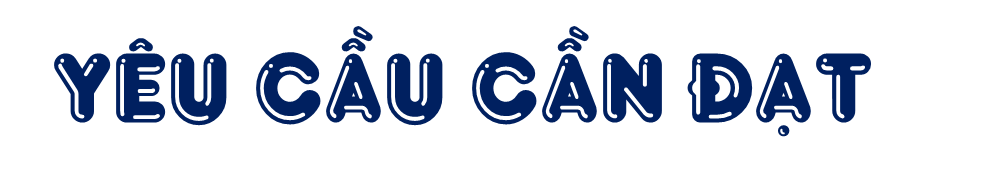 YÊU CẦU CẦN ĐẠT